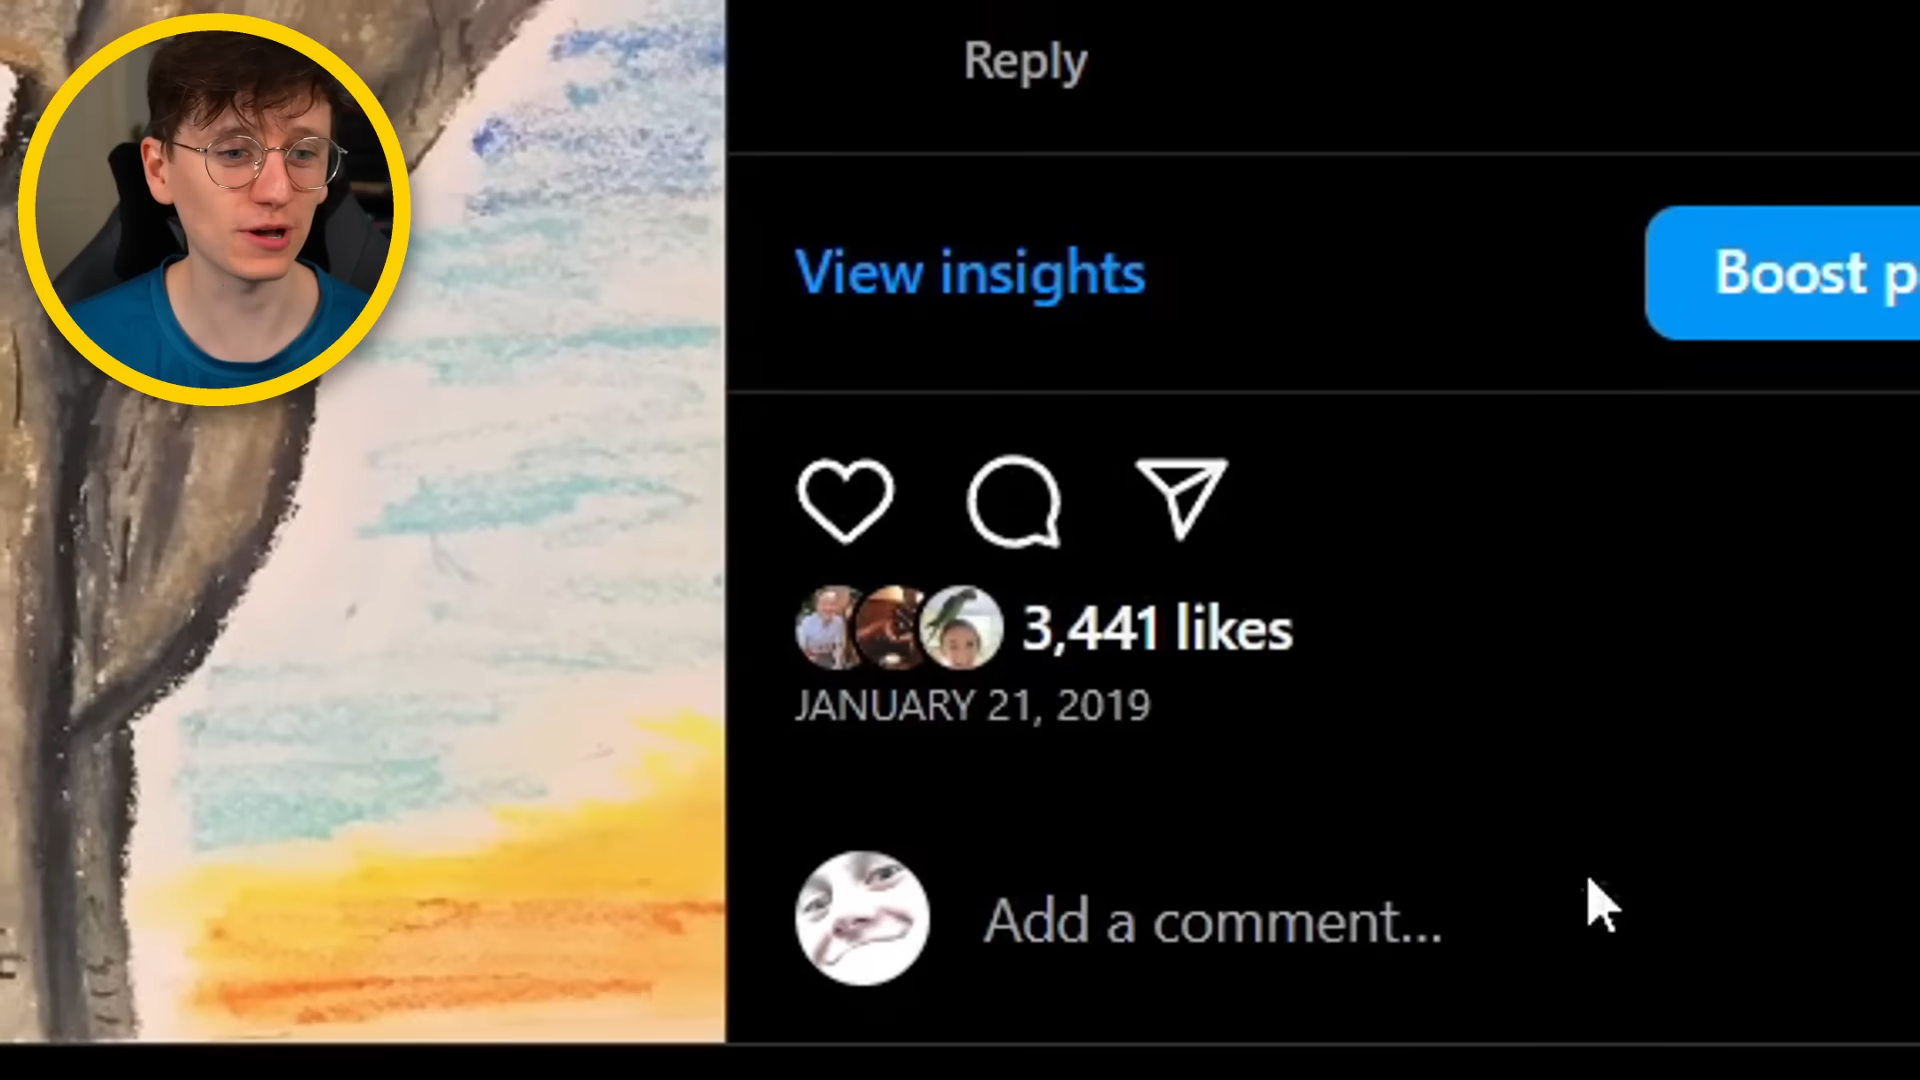 Reply
View insights
Boost p
3,441 likes
JANUARY 21, 2019
Add a comment...